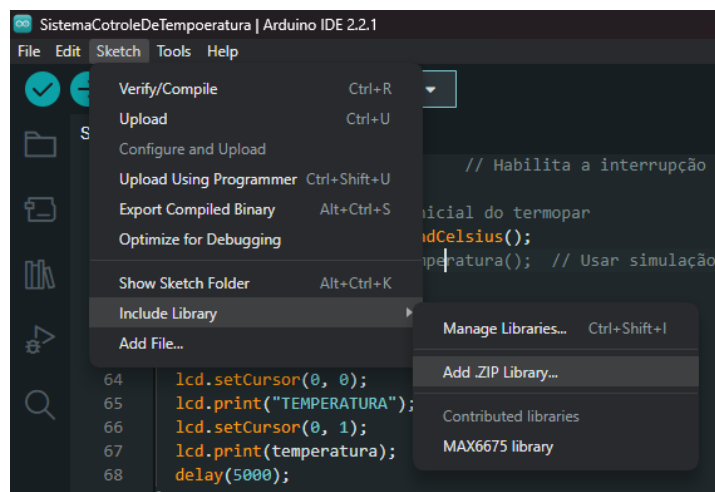 SistemaCotroleDeTempoeratura | Arduino IDE 2.2.1
File Edit Sketch Tools Help
Verify/Compile Ctrl+R
Upload Ctrl+U
Configure and Upload
Upload Using Programmer Ctrl+Shift+U
Export Compiled Binary Alt+Ctrl+S
Optimize for Debugging
Show Sketch Folder Alt+Ctrl+K
Include Library
Add File...
Manage Libraries... Ctrl+Shift+I
Add .ZIP Library...
Contributed libraries
MAX6675 library
// Habilita a interrupção
do termopar
// Usar simulação
64 lcd.setCursor(0, 0);
65 lcd.print("TEMPERATURA");
66 lcd.setCursor(0, 1);
67 lcd.print(temperatura);
68 delay(5000);